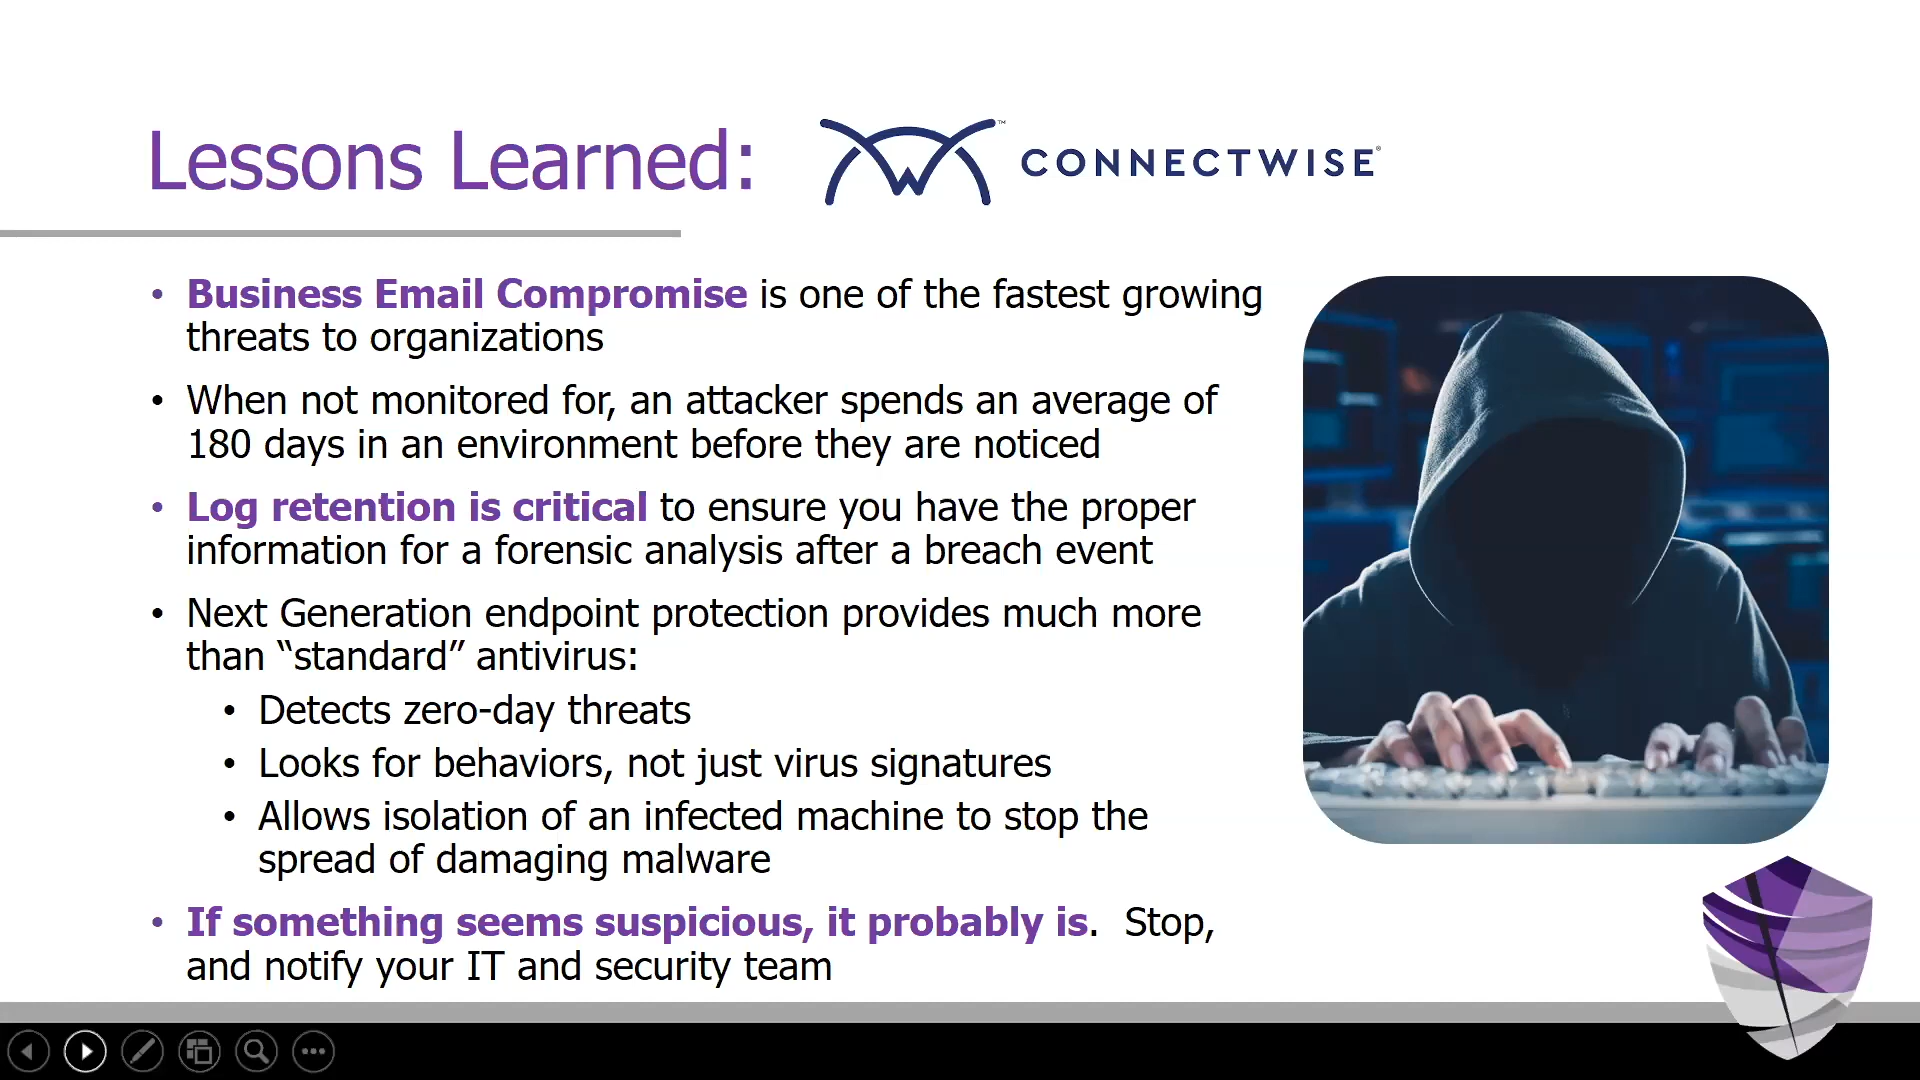 Lessons Learned:
™ CONNECTWISE®
• Business Email Compromise is one of the fastest growing
threats to organizations
• When not monitored for, an attacker spends an average of
180 days in an environment before they are noticed
• Log retention is critical to ensure you have the proper
information for a forensic analysis after a breach event
• Next Generation endpoint protection provides much more
than “standard” antivirus:
• Detects zero-day threats
• Looks for behaviors, not just virus signatures
• Allows isolation of an infected machine to stop the
spread of damaging malware
• If something seems suspicious, it probably is.  Stop,
and notify your IT and security team